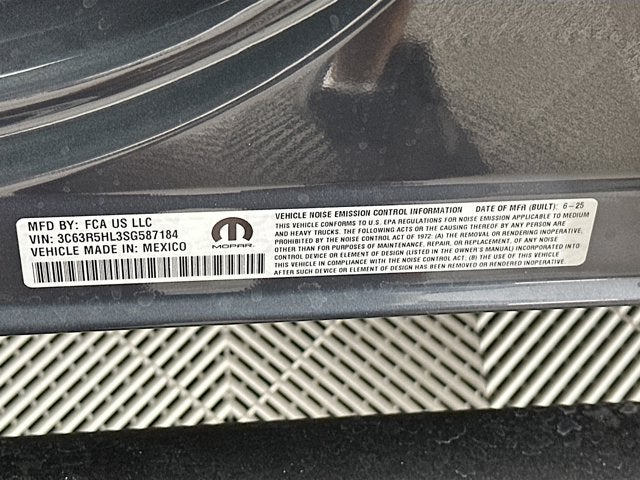 MFD BY: FCA US LLC
VIN: 3C63R5HL3SG587184
VEHICLE MADE IN: MEXICO
MOPAR.
VEHICLE NOISE EMISSION CONTROL INFORMATION DATE OF MFR (BUILT): 6-25
THIS VEHICLE CONFORMS TO U.S. EPA REGULATIONS FOR NOISE EMISSION APPLICABLE TO MEDIUM
AND HEAVY TRUCKS. THE FOLLOWING ACTS OR THE CAUSING THEREOF BY ANY PERSON ARE
PROHIBITED BY THE NOISE CONTROL ACT OF 1972: (A) THE REMOVAL OR RENDERING INOPERATIVE,
OTHER THAN FOR PURPOSES OF MAINTENANCE, REPAIR, OR REPLACEMENT, OF ANY NOISE
CONTROL DEVICE OR ELEMENT OF DESIGN (LISTED IN THE OWNER'S MANUAL) INCORPORATED INTO
THIS VEHICLE IN COMPLIANCE WITH THE NOISE CONTROL ACT, (B) THE USE OF THIS VEHICLE
AFTER SUCH DEVICE OR ELEMENT OF DESIGN HAS BEEN REMOVED OR RENDERED INOPERATIVE.